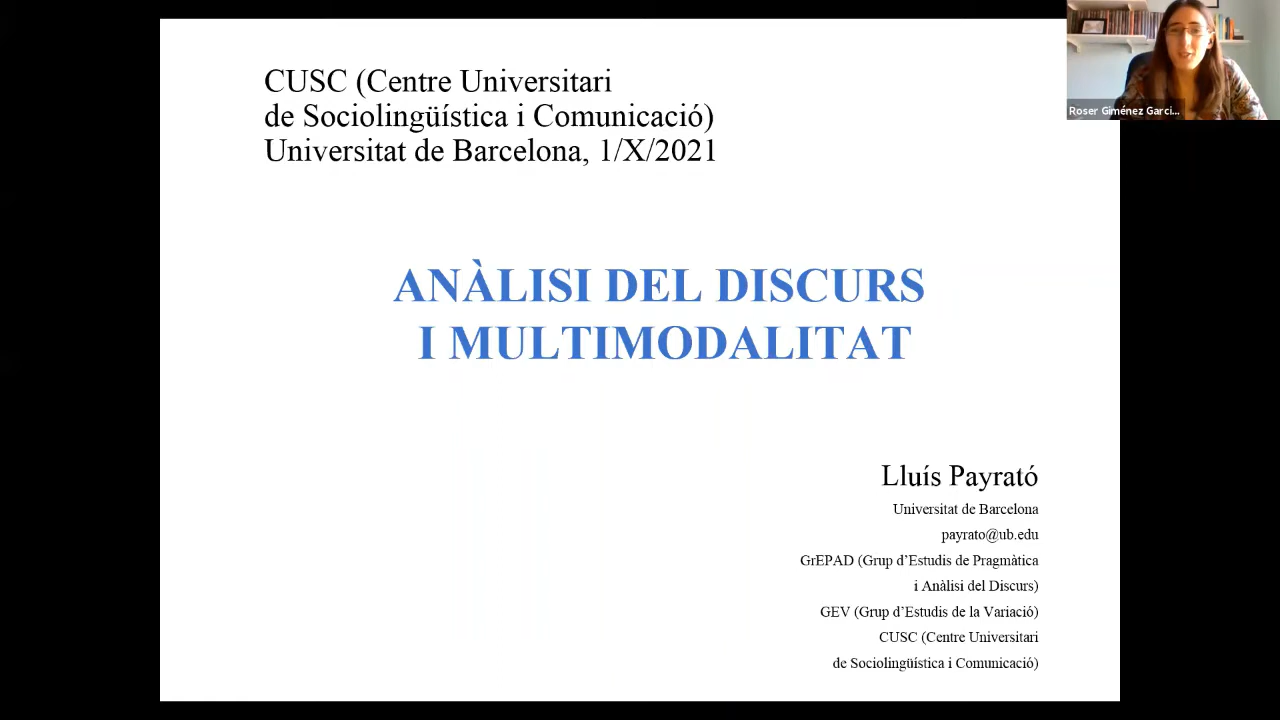 CUSC (Centre Universitari
de Sociolingüística i Comunicació)
Universitat de Barcelona, 1/X/2021
Roser Giménez Garcí...
ANÀLISI DEL DISCURS
I MULTIMODALITAT
Lluís Payrató
Universitat de Barcelona
payrato@ub.edu
GrEPAD (Grup d'Estudis de Pragmàtica
i Anàlisi del Discurs)
GEV (Grup d'Estudis de la Variació)
CUSC (Centre Universitari
de Sociolingüística i Comunicació)